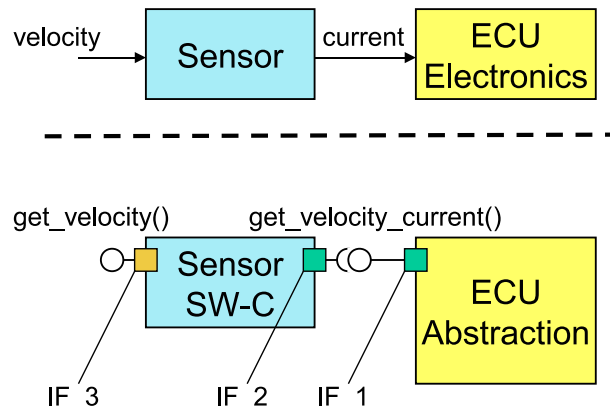 velocity
Sensor
current
ECU
Electronics
get_velocity()
get_velocity_current()
Sensor
SW-C
ECU
Abstraction
IF 3
IF 2
IF 1